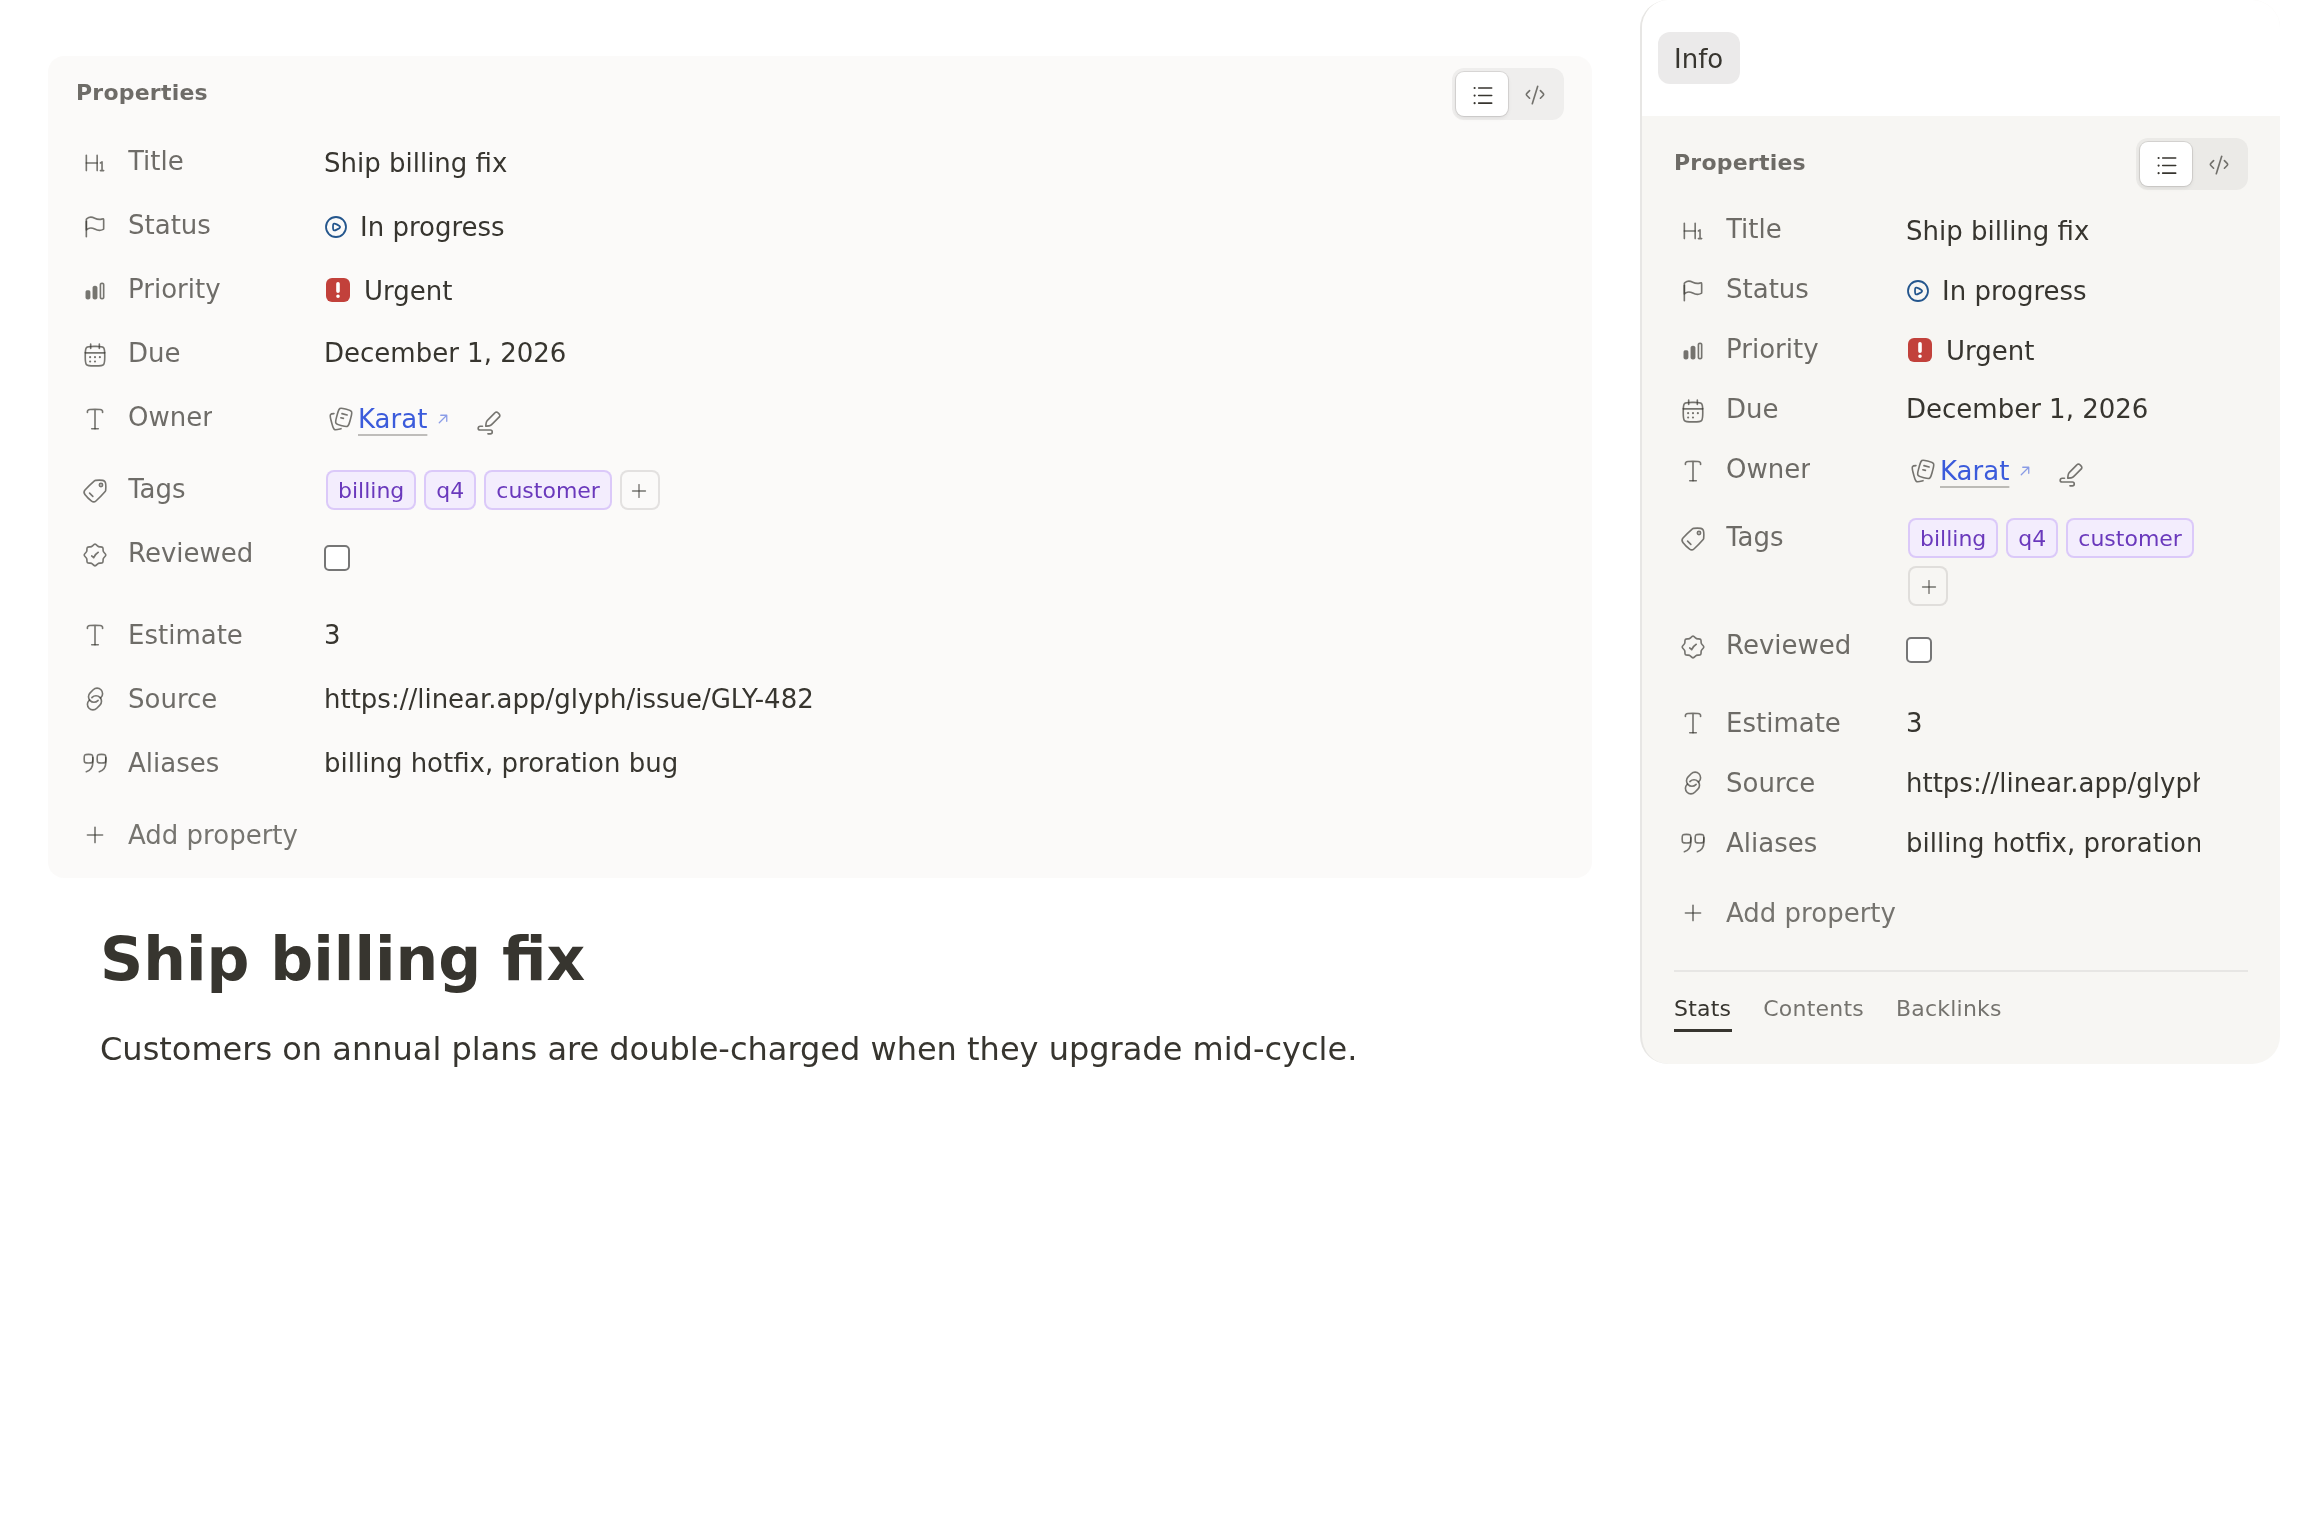 Properties
Title Ship billing fix
Status In progress
Priority Urgent
Due December 1, 2026
Owner Karat
Tags billing q4 customer +
Reviewed
Estimate 3
Source https://linear.app/glyph/issue/GLY-482
Aliases billing hotfix, proration bug
+ Add property
Ship billing fix
Customers on annual plans are double-charged when they upgrade mid-cycle.
Info
Properties
Title Ship billing fix
Status In progress
Priority Urgent
Due December 1, 2026
Owner Karat
Tags billing q4 customer
+
Reviewed
Estimate 3
Source https://linear.app/glyph
Aliases billing hotfix, proration
+ Add property
Stats Contents Backlinks